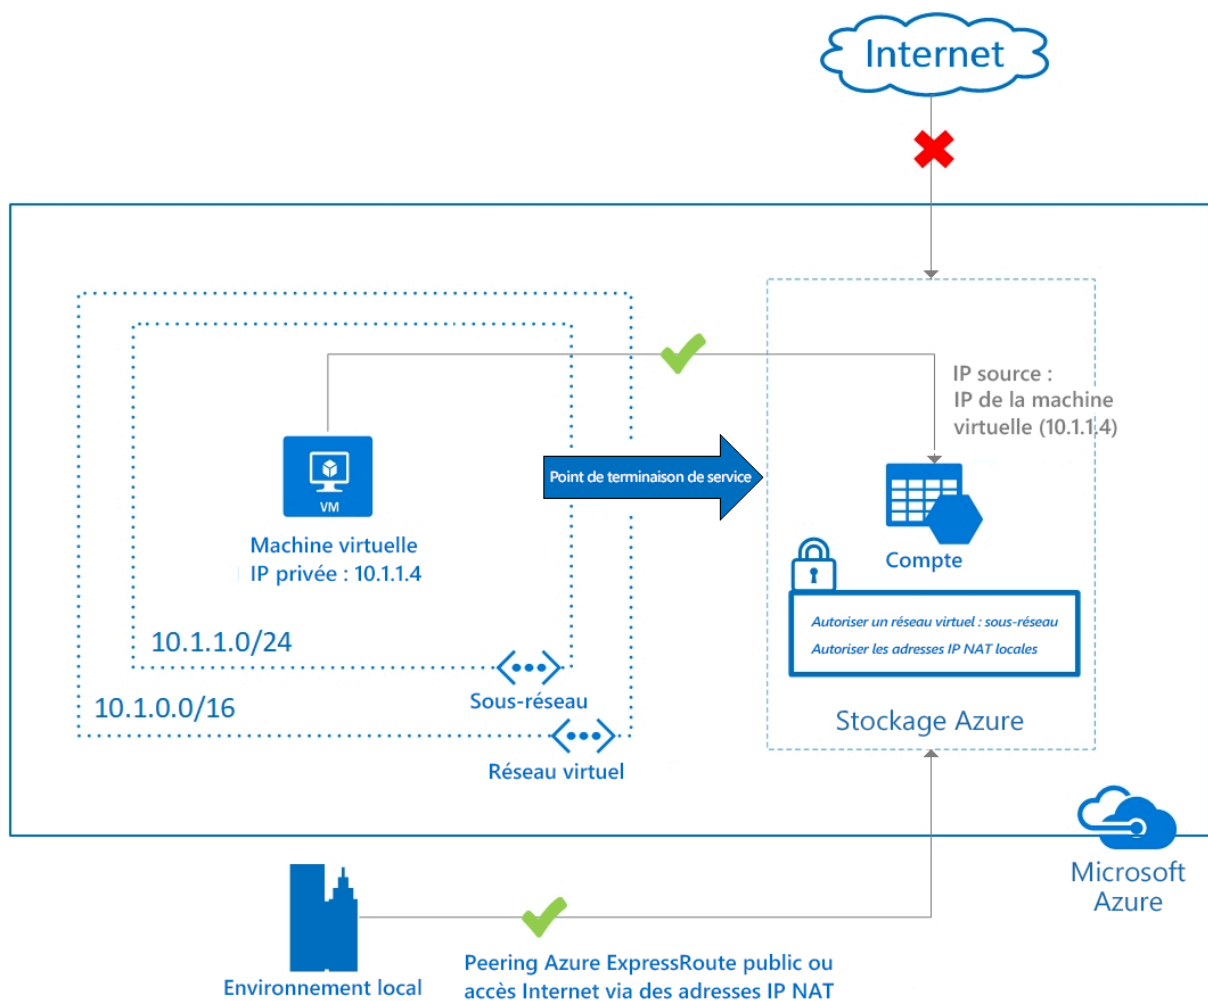 Internet
IP source :
IP de la machine
virtuelle (10.1.1.4)
Point de terminaison de service
VM
Machine virtuelle
IP privée : 10.1.1.4
Compte
Autoriser un réseau virtuel : sous-réseau
Autoriser les adresses IP NAT locales
10.1.1.0/24
Sous-réseau
10.1.0.0/16
Stockage Azure
Réseau virtuel
Microsoft
Azure
Environnement local
Peering Azure ExpressRoute public ou
accès Internet via des adresses IP NAT